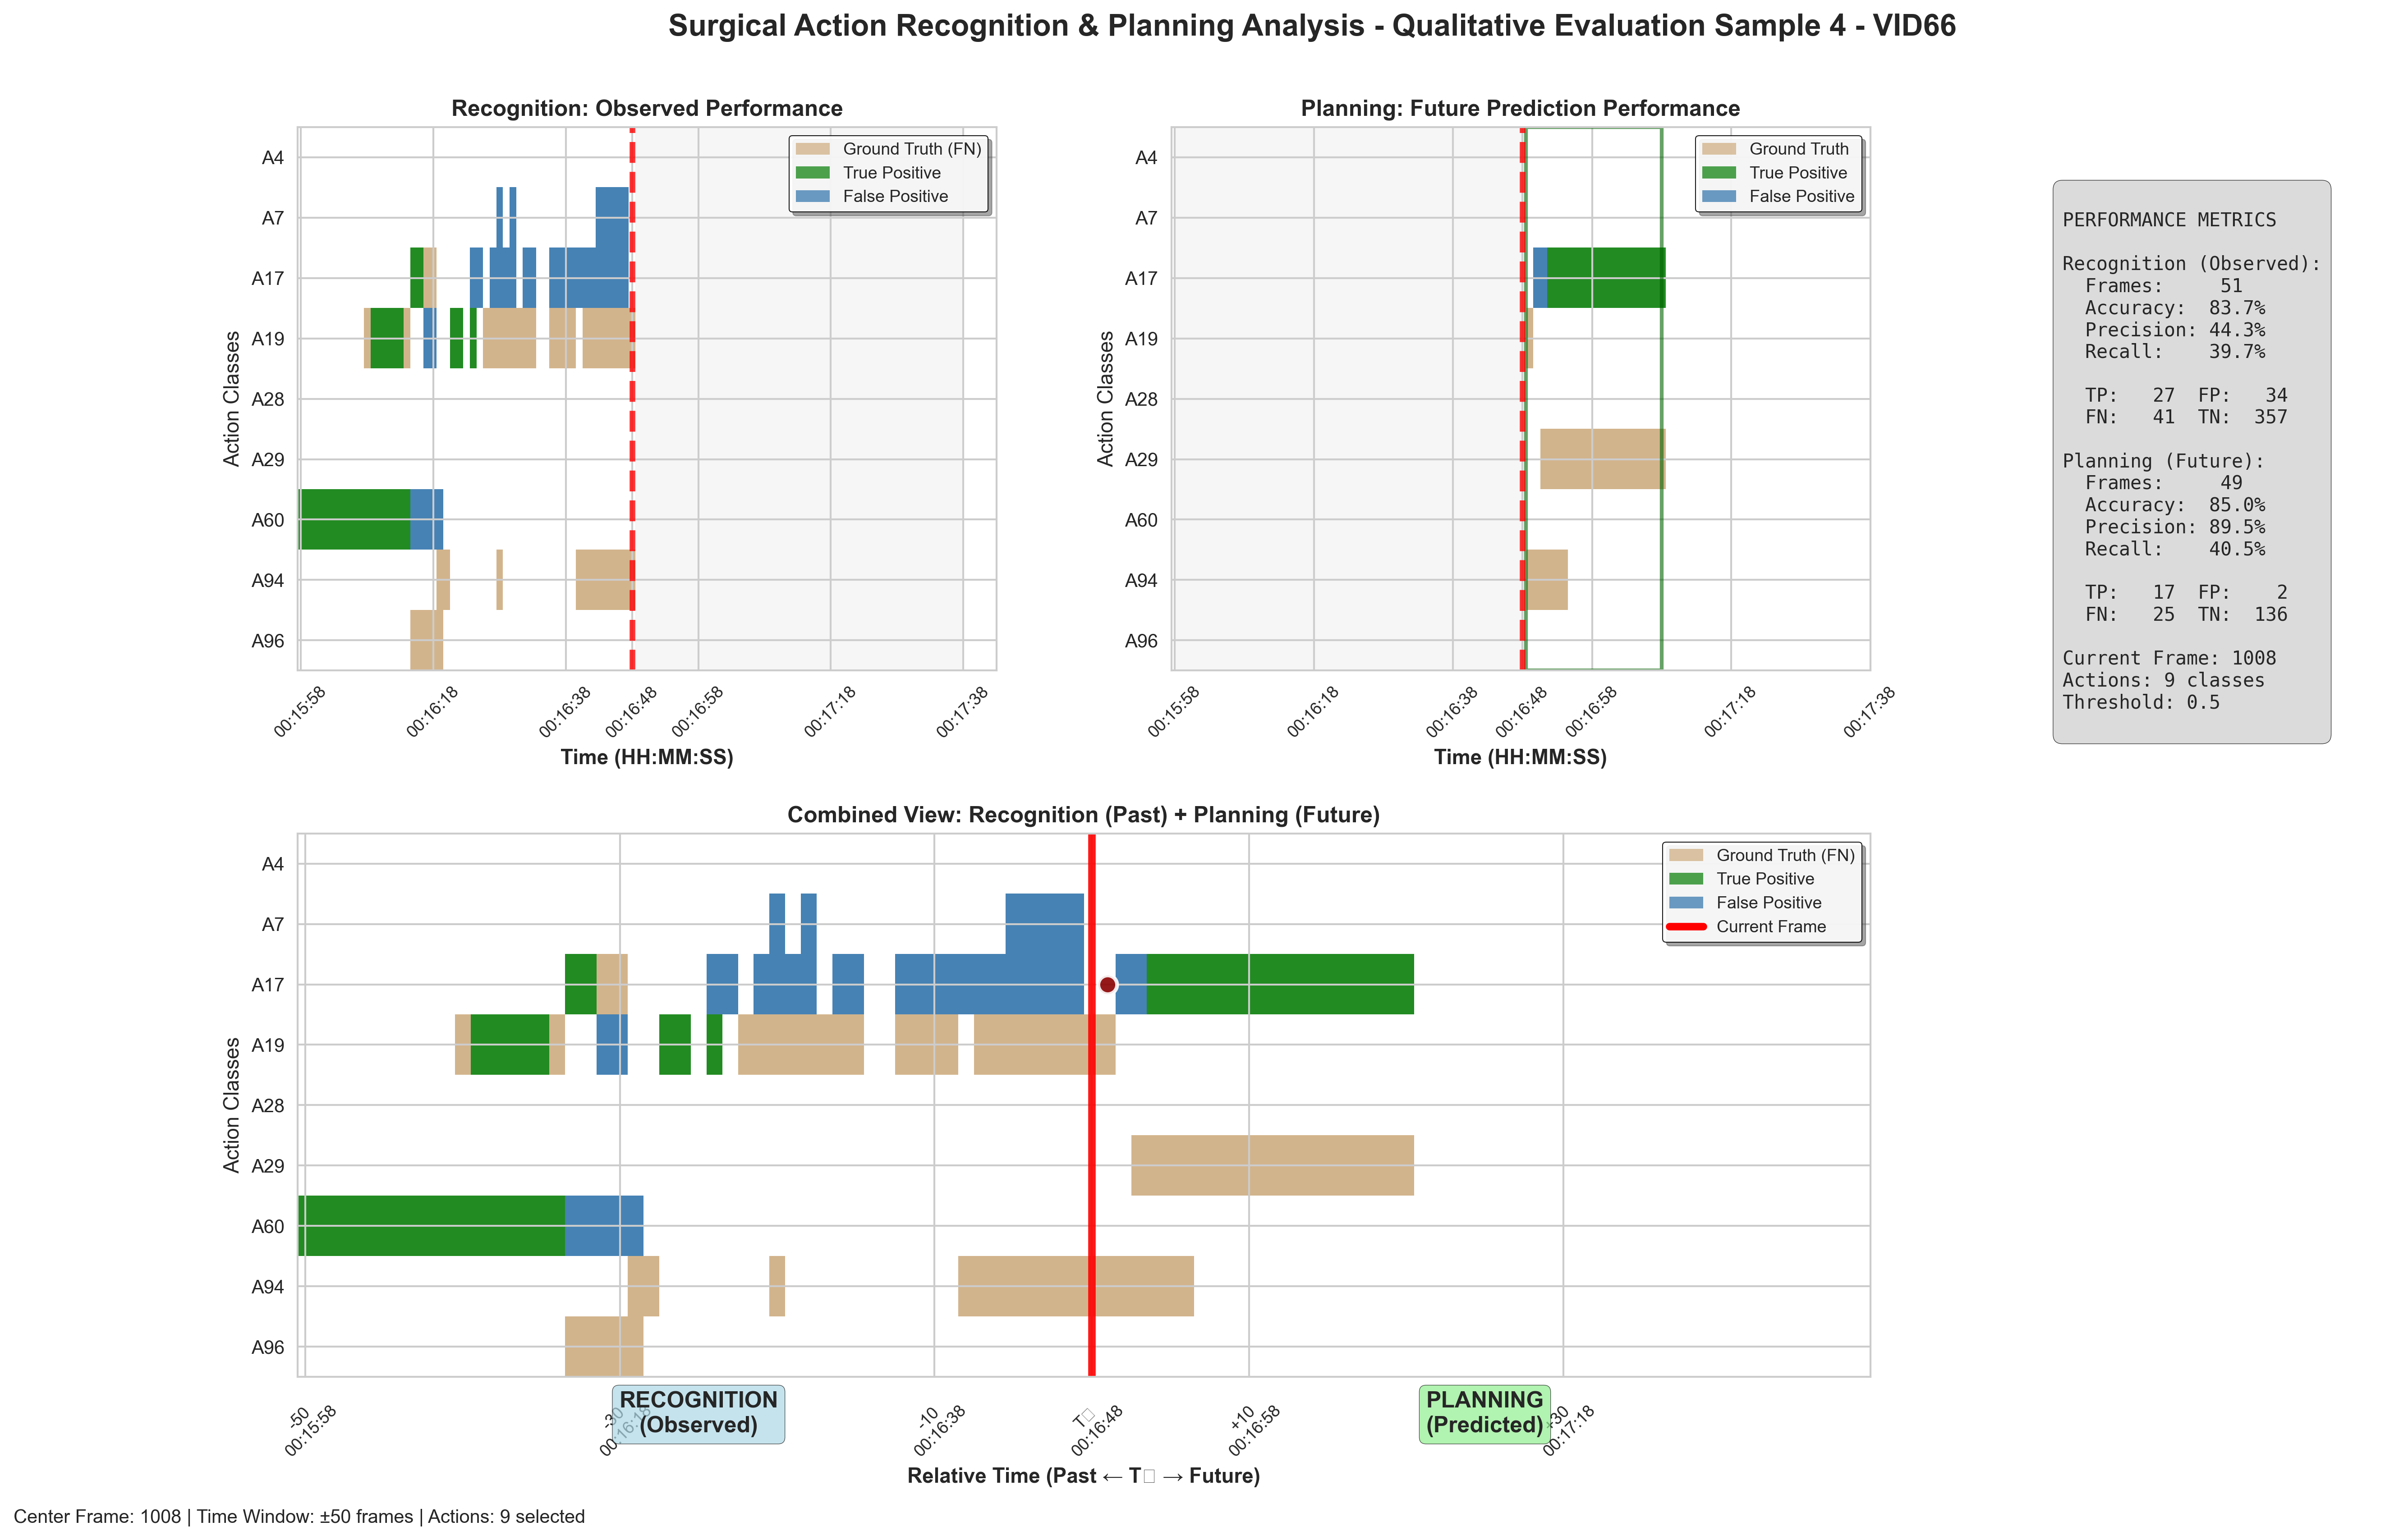 Surgical Action Recognition & Planning Analysis - Qualitative Evaluation Sample 4 - VID66
Recognition: Observed Performance
Ground Truth (FN)
True Positive
False Positive
A4
A7
A17
A19
A28
A29
A60
A94
A96
Action Classes
00:15:58
00:16:18
00:16:38
00:16:48
00:16:58
00:17:18
00:17:38
Time (HH:MM:SS)
Planning: Future Prediction Performance
Ground Truth
True Positive
False Positive
A4
A7
A17
A19
A28
A29
A60
A94
A96
Action Classes
00:15:58
00:16:18
00:16:38
00:16:48
00:16:58
00:17:18
00:17:38
Time (HH:MM:SS)
PERFORMANCE METRICS
Recognition (Observed):
Frames: 51
Accuracy: 83.7%
Precision: 44.3%
Recall: 39.7%
TP: 27 FP: 34
FN: 41 TN: 357
Planning (Future):
Frames: 49
Accuracy: 85.0%
Precision: 89.5%
Recall: 40.5%
TP: 17 FP: 2
FN: 25 TN: 136
Current Frame: 1008
Actions: 9 classes
Threshold: 0.5
Combined View: Recognition (Past) + Planning (Future)
Ground Truth (FN)
True Positive
False Positive
Current Frame
A4
A7
A17
A19
A28
A29
A60
A94
A96
Action Classes
-50
00:15:58
-30
00:16:18
RECOGNITION
(Observed)
-10
00:16:38
T□
00:16:48
+10
00:16:58
PLANNING
(Predicted)
+30
00:17:18
Relative Time (Past ← T□ → Future)
Center Frame: 1008 | Time Window: ±50 frames | Actions: 9 selected